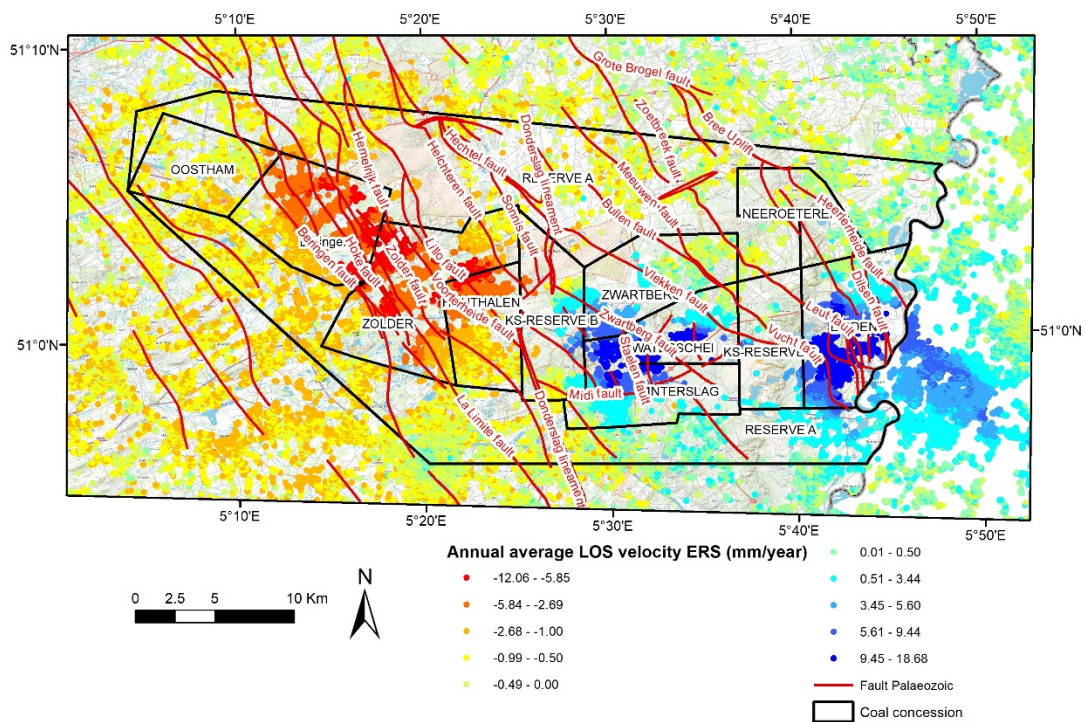 5°10'E 5°20'E 5°30'E 5°40'E 5°50'E
51°10'N
Grote Brogel fault
Zoetbreek fault
Bree Uplift
Donderslag lineament
Hechtel fault
Helchteren fault
Hemelrijk fault
OOSTHAM
RESERVE A
Meeuwen fault
Sonnis fault
Bullen fault
NEEROETEREN
Heerlerheide fault
Beringen fault
Hoke fault
Zolder fault
Lillo fault
Voorterheide fault
Vlekken fault
ZWARTBERG
Dilsen fault
Leut fault
Vucht fault
ZOLDER
KS-RESERVE B
Zwartberg fault
KS-RESERVE
Staelen fault
51°0'N
51°0'N
Midi fault
La Limite fault
Donderslag lineament
RESERVE A
5°10'E 5°20'E 5°30'E 5°40'E 5°50'E
Annual average LOS velocity ERS (mm/year)
-12.06 - -5.85
-5.84 - -2.69
-2.68 - -1.00
-0.99 - -0.50
-0.49 - 0.00
0.01 - 0.50
0.51 - 3.44
3.45 - 5.60
5.61 - 9.44
9.45 - 18.68
Fault Palaeozoic
Coal concession
N
0 2.5 5 10 Km